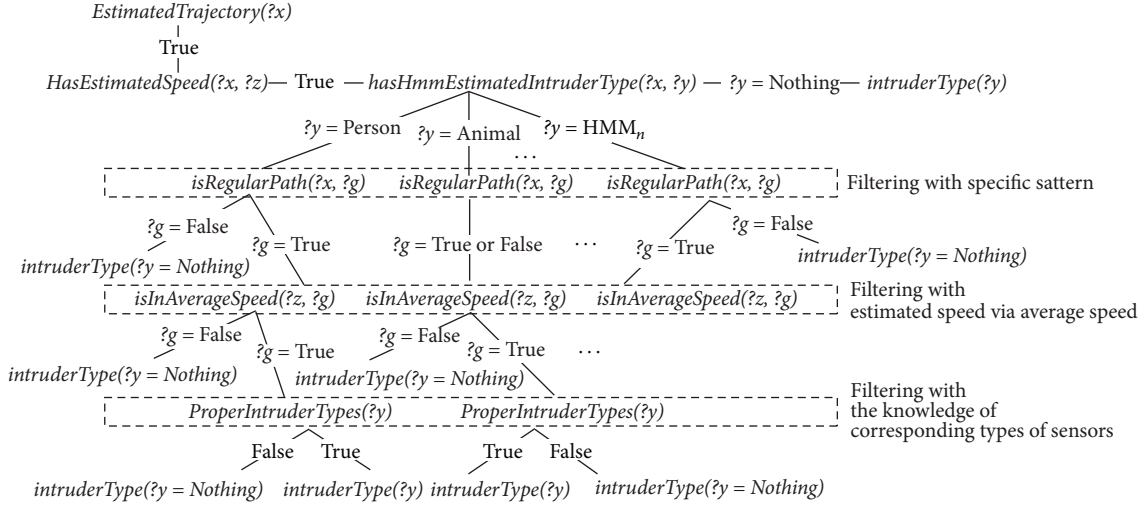 EstimatedTrajectory(?x)
True
HasEstimatedSpeed(?x, ?z) True hasHmmEstimatedIntruderType(?x, ?y) ?y = Nothing intruderType(?y)
?y = Person ?y = Animal ?y = HMMn
...
isRegularPath(?x, ?g) isRegularPath(?x, ?g) isRegularPath(?x, ?g) Filtering with specific sattern
?g = False ?g = True ?g = True or False ... ?g = True ?g = False
intruderType(?y = Nothing) intruderType(?y = Nothing)
isInAverageSpeed(?z, ?g) isInAverageSpeed(?z, ?g) isInAverageSpeed(?z, ?g) Filtering with
estimated speed via average speed
?g = False ?g = True ?g = False ?g = True ...
intruderType(?y = Nothing) intruderType(?y = Nothing)
ProperIntruderTypes(?y) ProperIntruderTypes(?y) Filtering with
the knowledge of
corresponding types of sensors
False True True False
intruderType(?y = Nothing) intruderType(?y) intruderType(?y) intruderType(?y = Nothing)